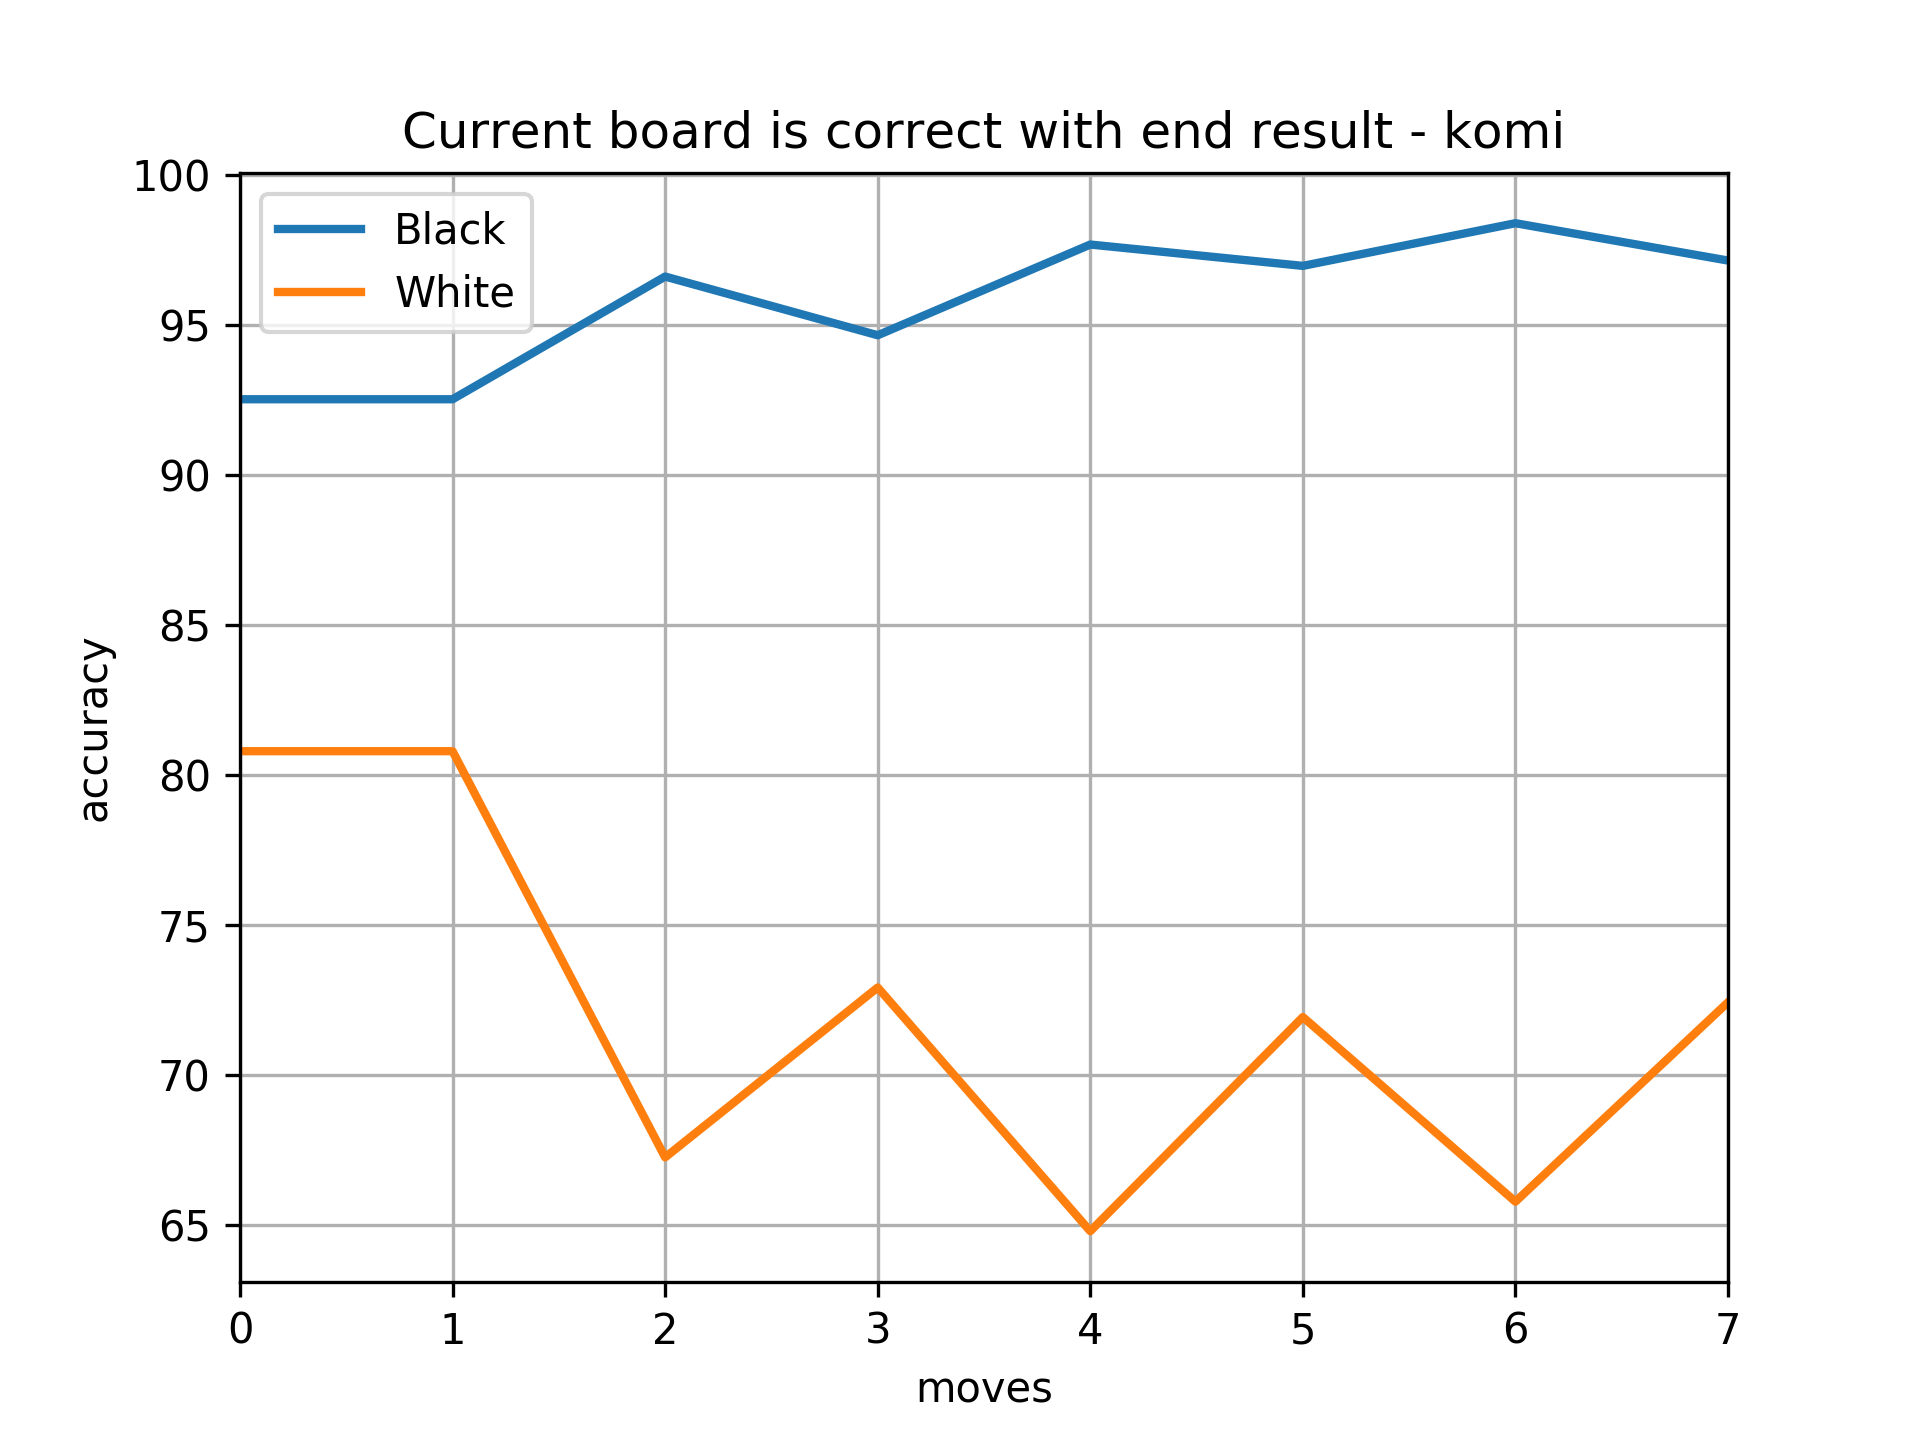 Current board is correct with end result - komi
100
95
90
85
80
75
70
65
accuracy
Black
White
0 1 2 3 4 5 6 7
moves